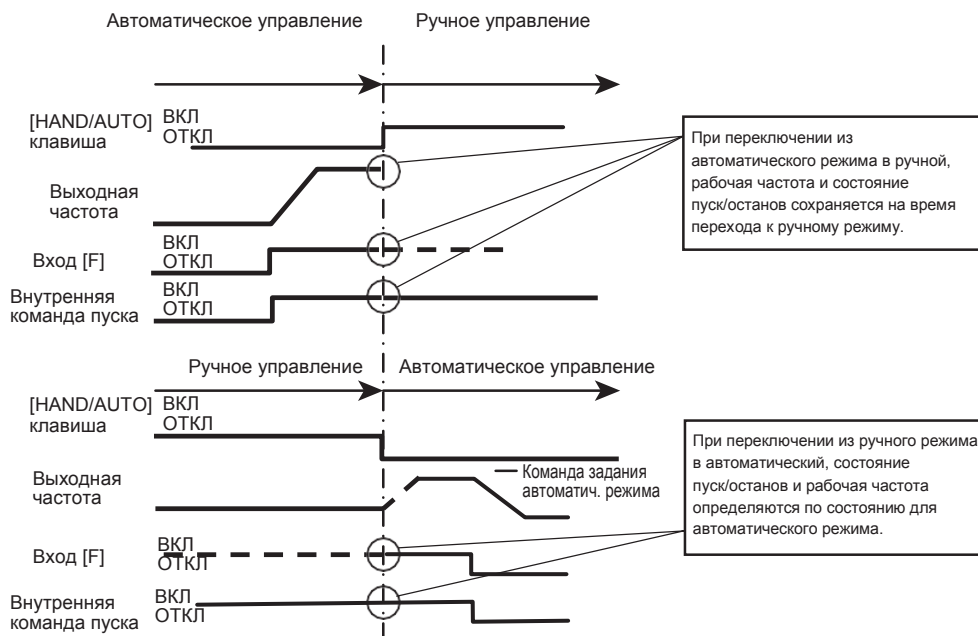 Автоматическое управление
Ручное управление
[HAND/AUTO]
клавиша
ВКЛ
ОТКЛ
Выходная
частота
Вход [F]
ВКЛ
ОТКЛ
Внутренняя
команда пуска
ВКЛ
ОТКЛ
При переключении из
автоматического режима в ручной,
рабочая частота и состояние
пуск/останов сохраняется на время
перехода к ручному режиму.
Ручное управление
Автоматическое управление
[HAND/AUTO]
клавиша
ВКЛ
ОТКЛ
Выходная
частота
Команда задания
автоматич. режима
Вход [F]
ВКЛ
ОТКЛ
Внутренняя
команда пуска
ВКЛ
ОТКЛ
При переключении из ручного режима
в автоматический, состояние
пуск/останов и рабочая частота
определяются по состоянию для
автоматического режима.